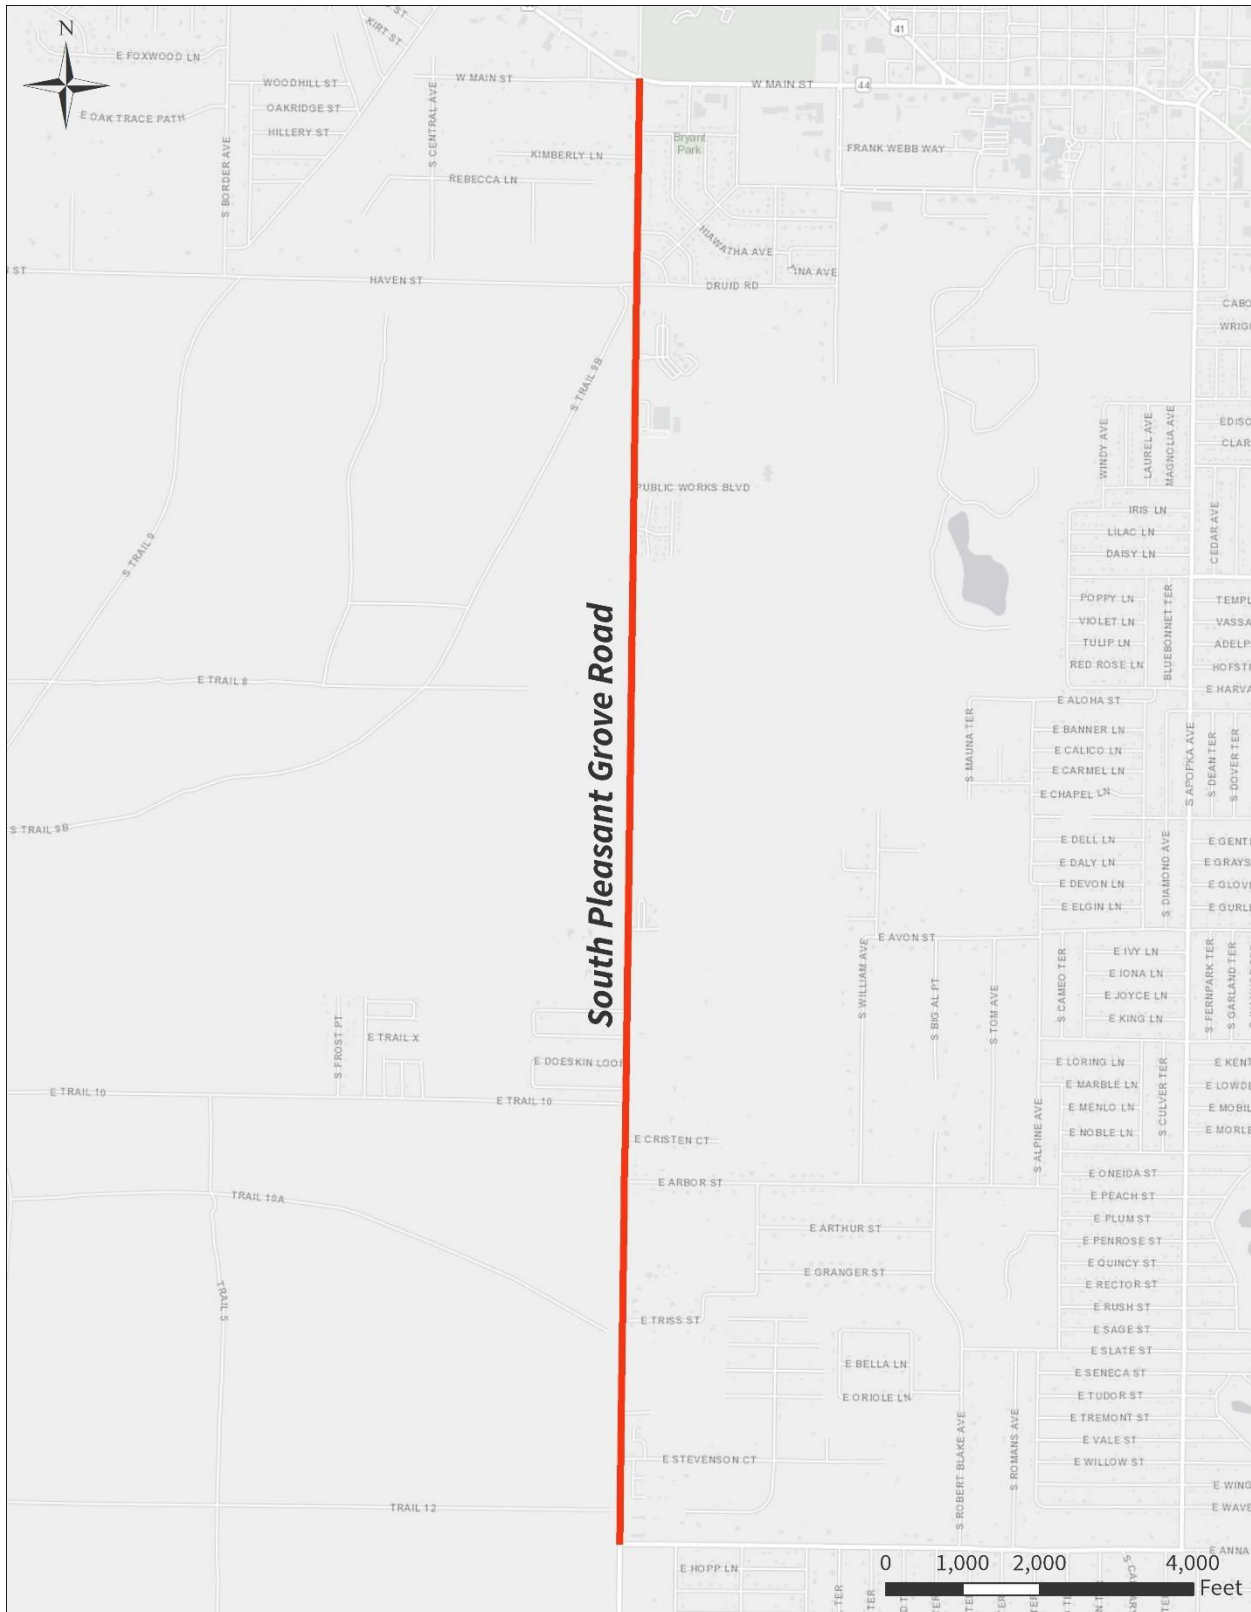 N
KIRT ST
41
E FOXWOOD LN
WOODHILL ST
W MAIN ST
W MAIN ST
44
OAKRIDGE ST
E OAK TRACE PATH
HILLERY ST
S CENTRAL AVE
S BORDER AVE
Bryant
Park
KIMBERLY LN
FRANK WEBB WAY
REBECCA LN
HIAWATHA AVE
HAVEN ST
DRUID RD
S TRAIL 9B
WINDY AVE
LAUREL AVE
MAGNOLIA AVE
PUBLIC WORKS BLVD
IRIS LN
LILAC LN
CEDAR AVE
S TRAIL 9
DAISY LN
POPPY LN
VIOLET LN
TULIP LN
BLUEBONNET TER
RED ROSE LN
E TRAIL 8
E ALOHA ST
South Pleasant Grove Road
S MAUNA TER
E BANNER LN
E CALICO LN
E CARMEL LN
S APOPKA AVE
S DEAN TER
S DOVER TER
E CHAPEL LN
S TRAIL 9B
E DELL LN
E DALY LN
S DIAMOND AVE
E DEVON LN
E ELGIN LN
E AVON ST
S WILLIAM AVE
S BIG AL PT
S TOM AVE
S CAMEO TER
E IVY LN
E IONA LN
E JOYCE LN
E KING LN
S FERNPARK TER
S GARLAND TER
S FROST PT
E TRAIL X
E DOESKIN LOOP
E LORING LN
E TRAIL 10
E TRAIL 10
E MARBLE LN
E MENLO LN
E NOBLE LN
S CULVER TER
S ALPINE AVE
E CRISTEN CT
E ARBOR ST
E ONEIDA ST
TRAIL 10A
E PEACH ST
E PLUM ST
E ARTHUR ST
E PENROSE ST
E QUINCY ST
E GRANGER ST
E RECTOR ST
TRAIL 5
E RUSH ST
E TRISS ST
E SAGE ST
E SLATE ST
E BELLA LN
E SENECA ST
E ORIOLE LN
E TUDOR ST
E TREMONT ST
S ROBERT BLAKE AVE
S ROMANS AVE
E VALE ST
E STEVENSON CT
E WILLOW ST
TRAIL 12
E HOPP LN
0 1,000 2,000 4,000
Feet